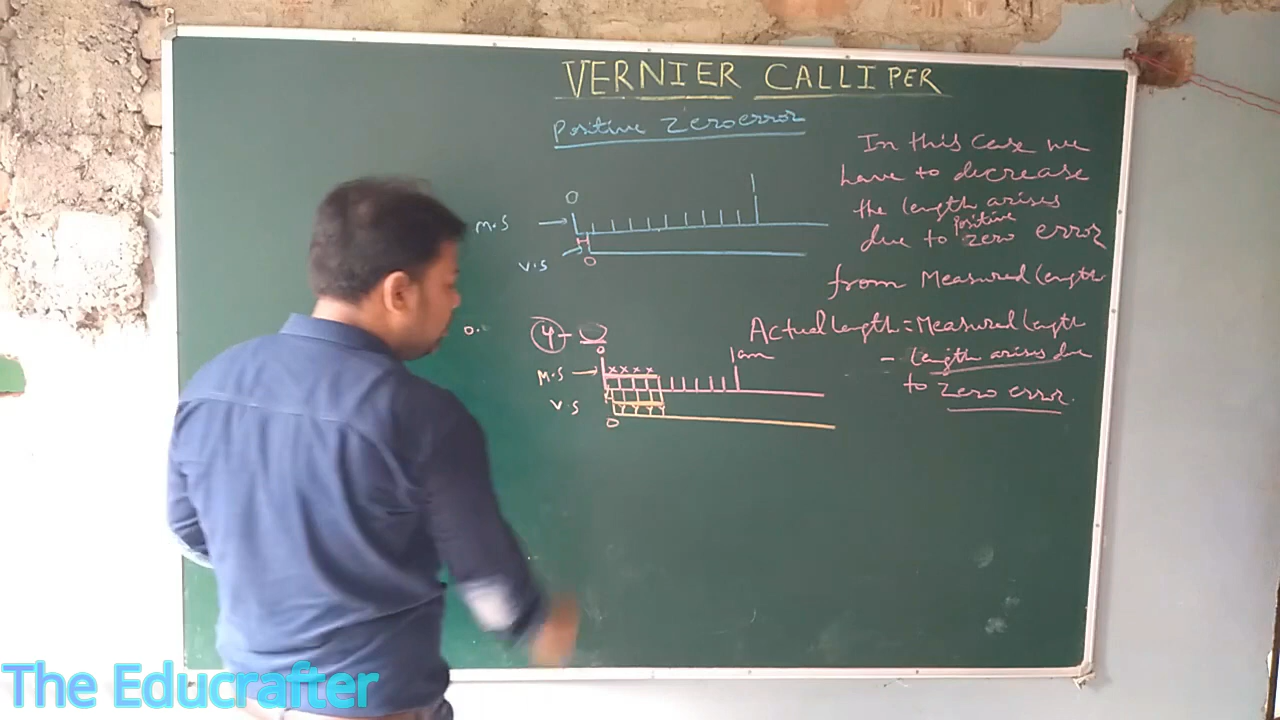 VERNIER CALLIPER
Positive Zero error
0
M.S
V.S
0
In this case we
have to decrease
the length arises
due to positive zero error
from Measured length
Actual length = Measured length
- length arises due
to zero error.
0.
4 -
0
1cm
M.S
x x x x
V.S
0
The Educrafter